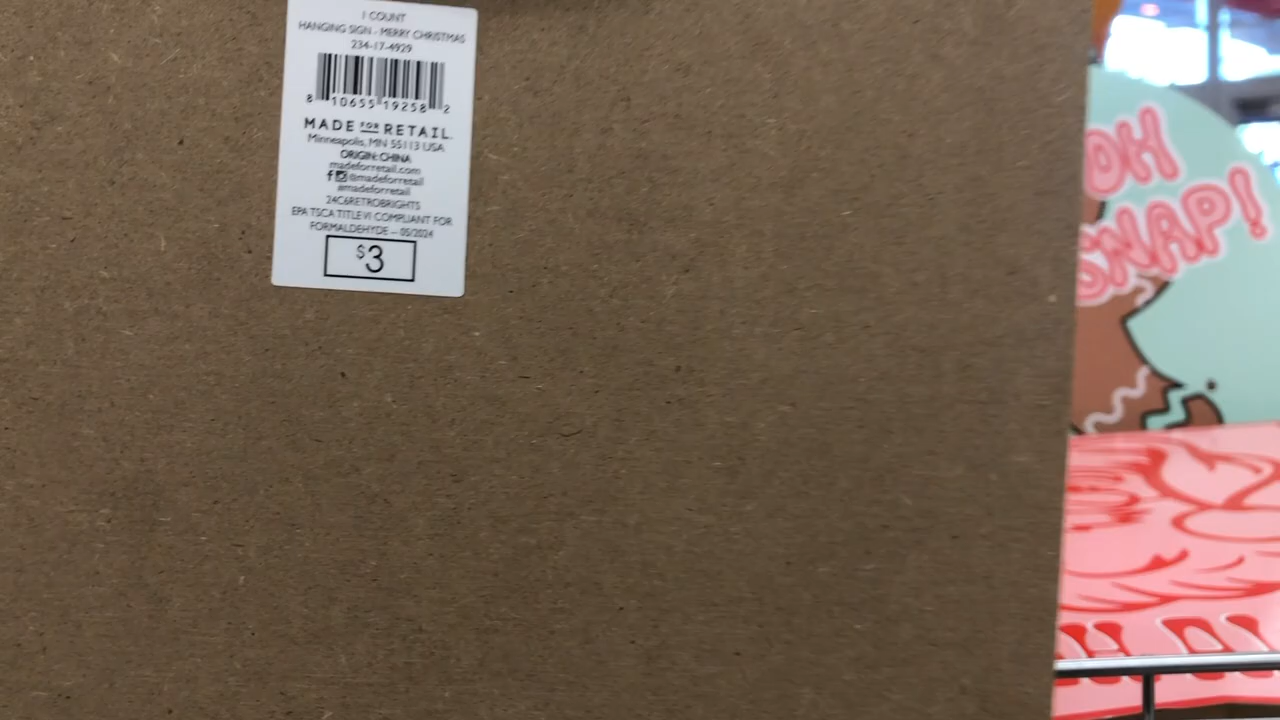 1 COUNT
HANGING SIGN - MERRY CHRISTMAS
234-17-4929
8 10655 19258 2
MADE FOR RETAIL
Minneapolis, MN 55113 USA
ORIGIN: CHINA
madeforretail.com
@madeforretail
#madeforretail
24C6RETROBRIGHTS
EPA TSCA TITLE VI COMPLIANT FOR
FORMALDEHYDE – 05/2024
$3
OH
SNAP!